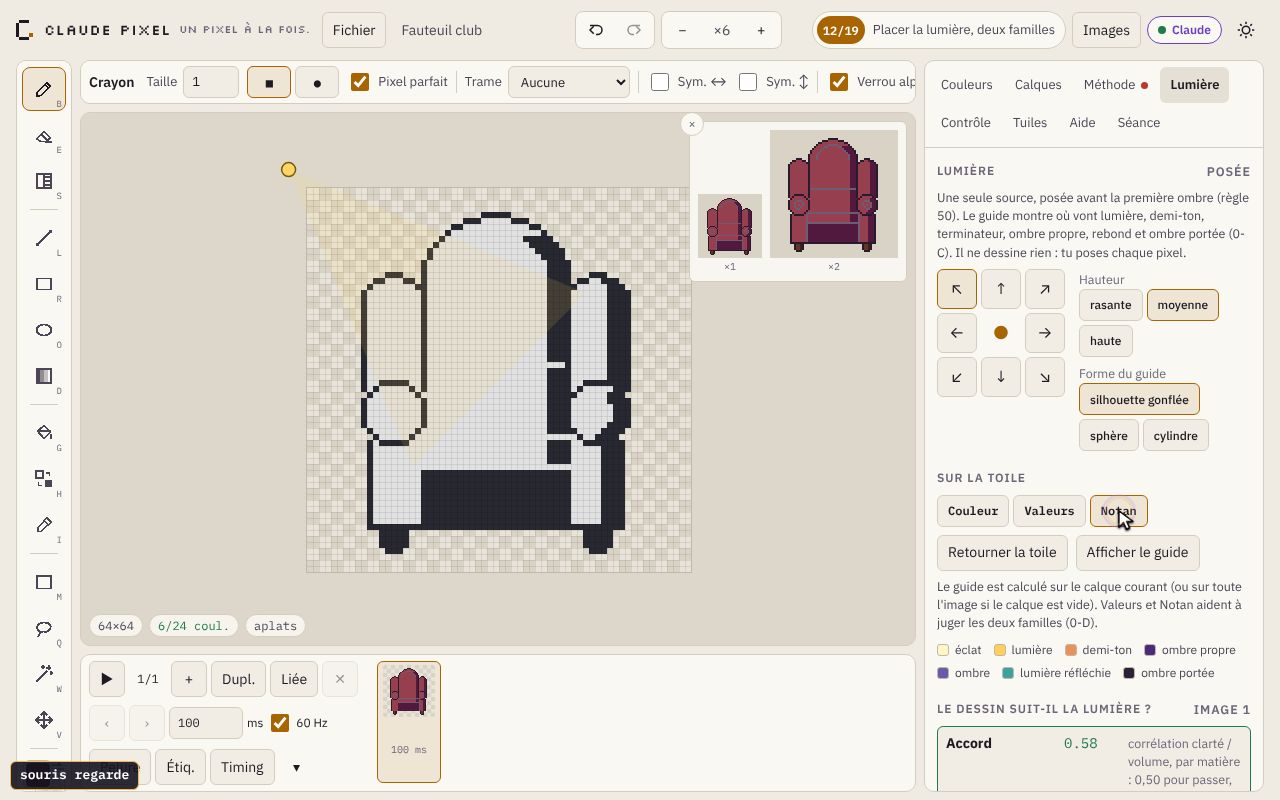 CLAUDE PIXEL UN PIXEL À LA FOIS. Fichier Fauteuil club − ×6 + 12/19 Placer la lumière, deux familles Images Claude
Crayon Taille 1 Pixel parfait Trame Aucune Sym. ↔ Sym. ↕ Verrou alp
Couleurs Calques Méthode Lumière
Contrôle Tuiles Aide Séance
B
E
S
L
R
O
D
G
H
I
M
Q
W
V
×
×1 ×2
64×64 6/24 coul. aplats
LUMIÈRE POSÉE
Une seule source, posée avant la première ombre (règle
50). Le guide montre où vont lumière, demi-ton,
terminateur, ombre propre, rebond et ombre portée (0-
C). Il ne dessine rien : tu poses chaque pixel.
↖ ↑ ↗
← →
↙ ↓ ↘
Hauteur
rasante moyenne
haute
Forme du guide
silhouette gonflée
sphère cylindre
SUR LA TOILE
Couleur Valeurs Notan
Retourner la toile Afficher le guide
Le guide est calculé sur le calque courant (ou sur toute
l'image si le calque est vide). Valeurs et Notan aident à
juger les deux familles (0-D).
éclat lumière demi-ton ombre propre
ombre lumière réfléchie ombre portée
LE DESSIN SUIT-IL LA LUMIÈRE ? IMAGE 1
Accord 0.58 corrélation clarté /
volume, par matière
: 0,50 pour passer,
▶ 1/1 + Dupl. Liée ×
‹ › 100 ms 60 Hz
Étiq. Timing ▼
100 ms
souris regarde